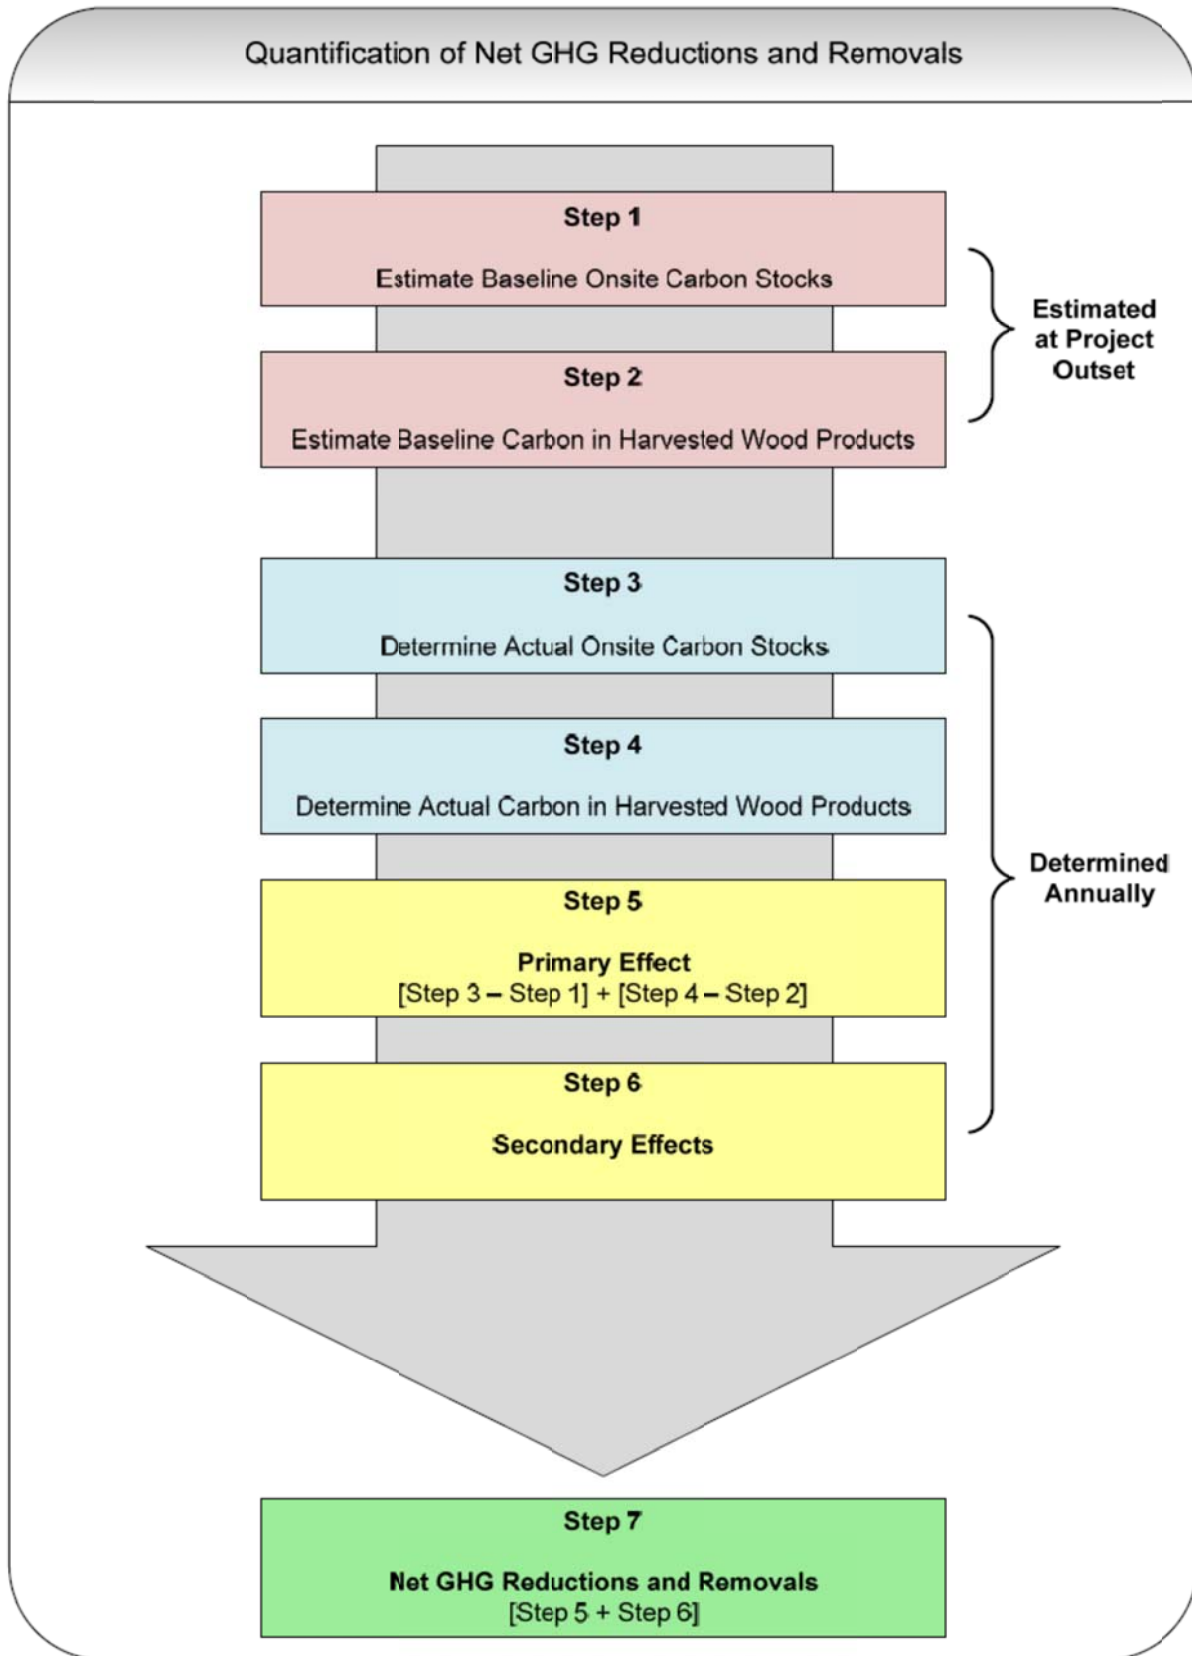 Quantification of Net GHG Reductions and Removals
Step 1
Estimate Baseline Onsite Carbon Stocks
Step 2
Estimate Baseline Carbon in Harvested Wood Products
Estimated
at Project
Outset
Step 3
Determine Actual Onsite Carbon Stocks
Step 4
Determine Actual Carbon in Harvested Wood Products
Step 5
Primary Effect
[Step 3 – Step 1] + [Step 4 – Step 2]
Step 6
Secondary Effects
Determined
Annually
Step 7
Net GHG Reductions and Removals
[Step 5 + Step 6]